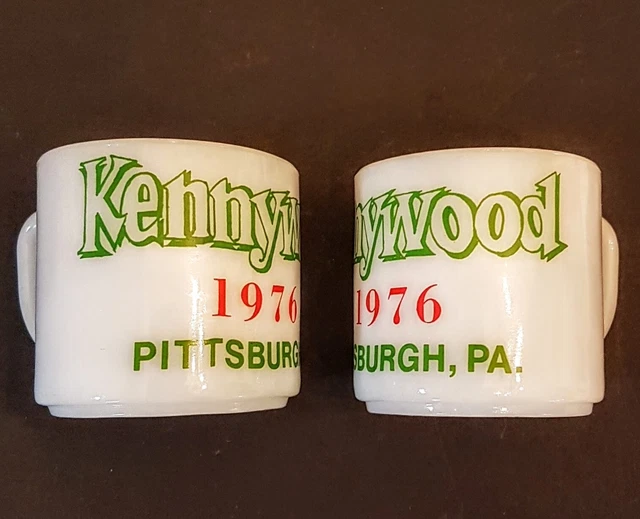 Kennyw
1976
PITTSBURG
nywood
1976
SBURGH, PA.